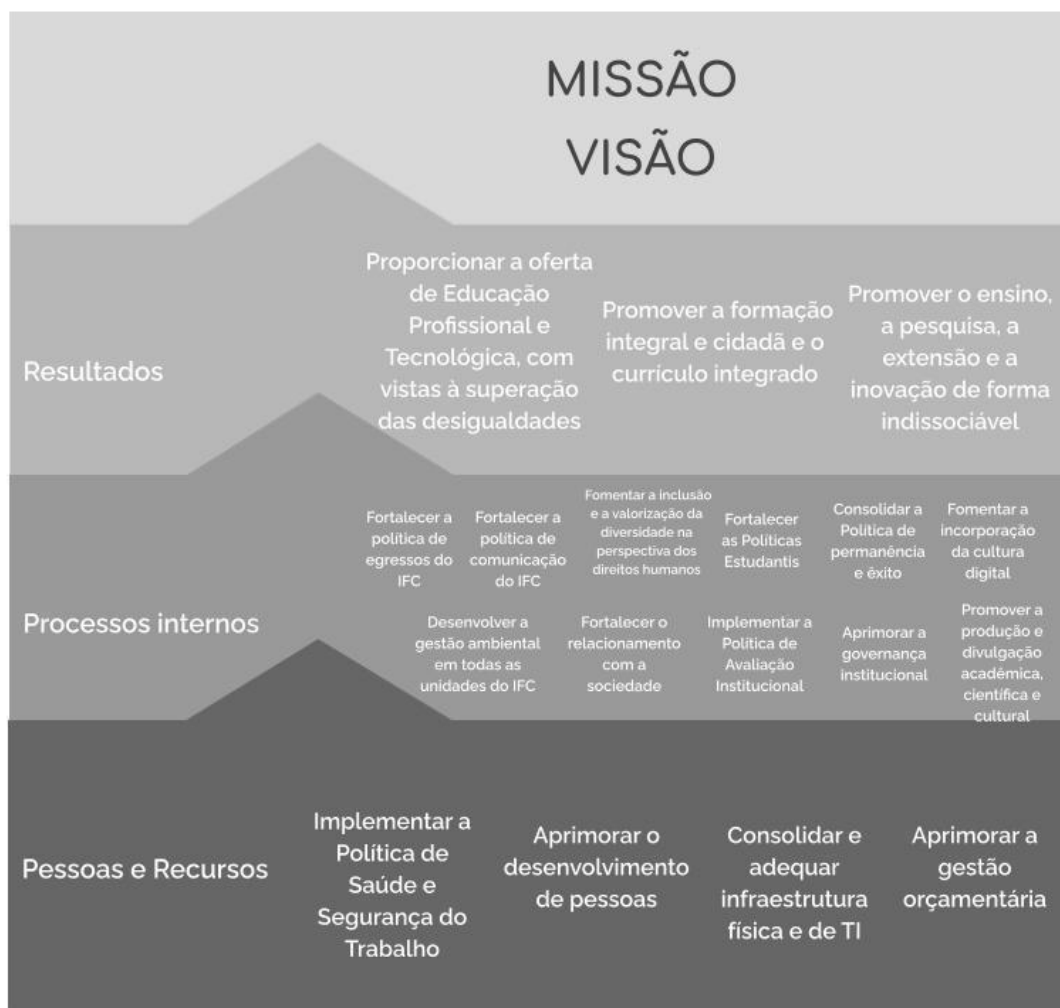 MISSÃO
VISÃO
Resultados
Proporcionar a oferta
de Educação
Profissional e
Tecnológica, com
vistas à superação
das desigualdades
Promover a formação
integral e cidadã e o
currículo integrado
Promover o ensino,
a pesquisa, a
extensão e a
inovação de forma
indissociável
Processos internos
Fortalecer a
política de
egressos do
IFC
Fortalecer a
política de
comunicação
do IFC
Fomentar a inclusão
e a valorização da
diversidade na
perspectiva dos
direitos humanos
Fortalecer
as Políticas
Estudantis
Consolidar a
Política de
permanência
e êxito
Fomentar a
incorporação
da cultura
digital
Desenvolver a
gestão ambiental
em todas as
unidades do IFC
Fortalecer o
relacionamento
com a
sociedade
Implementar a
Política de
Avaliação
Institucional
Aprimorar a
governança
institucional
Promover a
produção e
divulgação
acadêmica,
científica e
cultural
Pessoas e Recursos
Implementar a
Política de
Saúde e
Segurança do
Trabalho
Aprimorar o
desenvolvimento
de pessoas
Consolidar e
adequar
infraestrutura
física e de TI
Aprimorar a
gestão
orçamentária